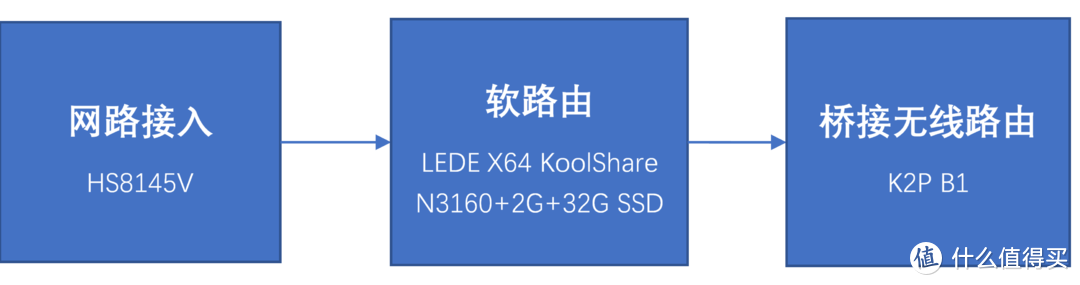 网路接入
HS8145V
软路由
LEDE X64 KoolShare
N3160+2G+32G SSD
桥接无线路由
K2P B1
值 什么值得买